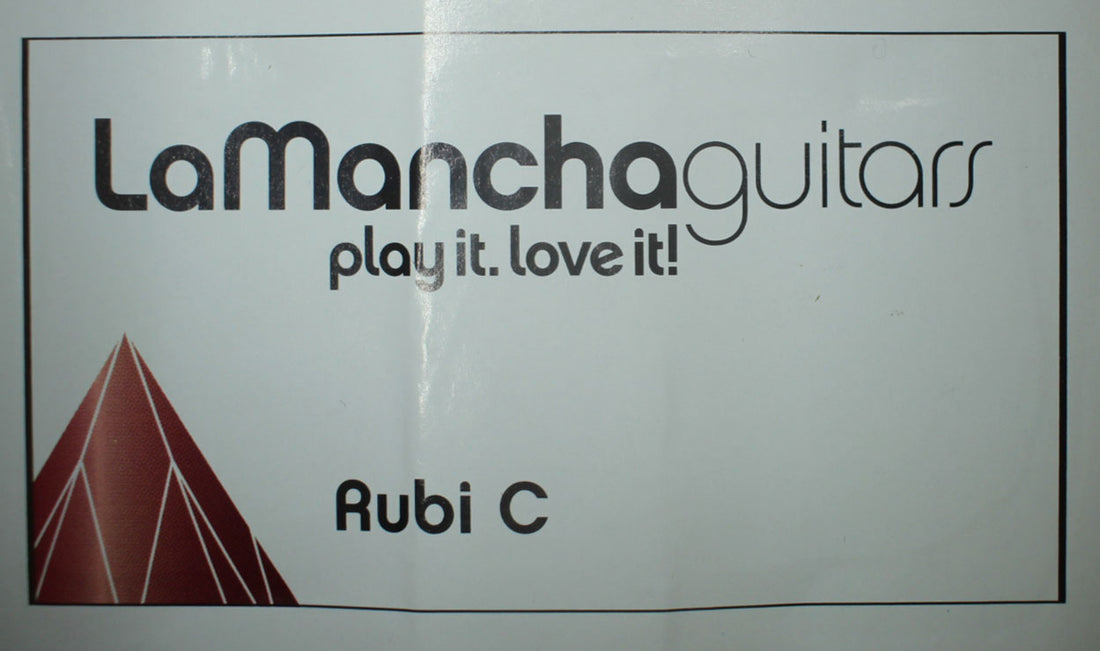 LaManchaguitars
play it. love it!
Rubi C